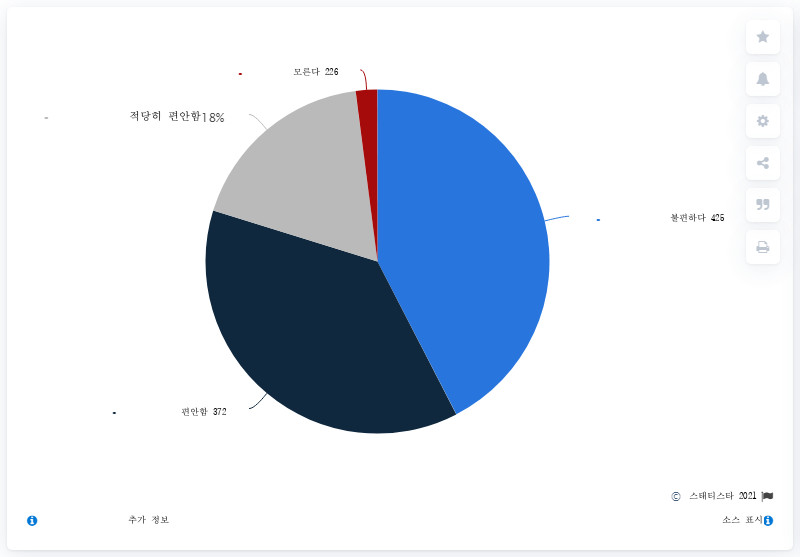 모른다 226
적당히 편안함18%
불편하다 425
편안함 372
© 스태티스타 2021
추가 정보
소스 표시